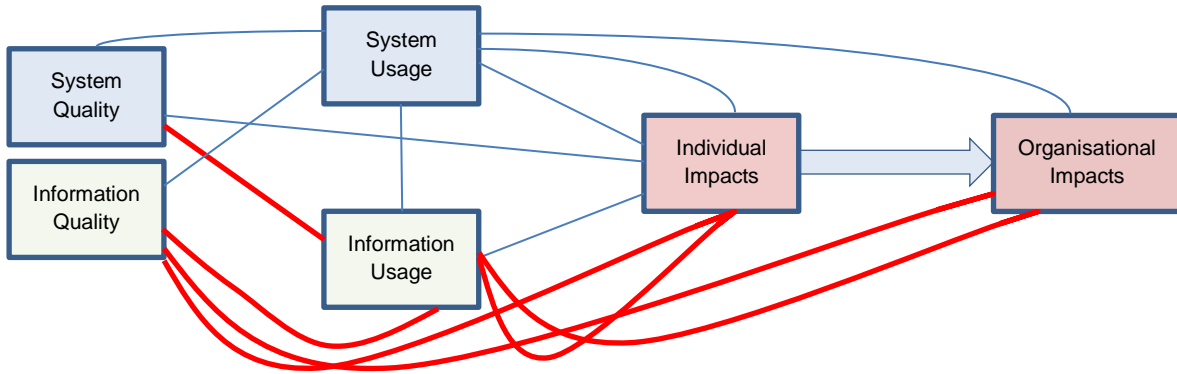 System
Quality
Information
Quality
System
Usage
Information
Usage
Individual
Impacts
Organisational
Impacts